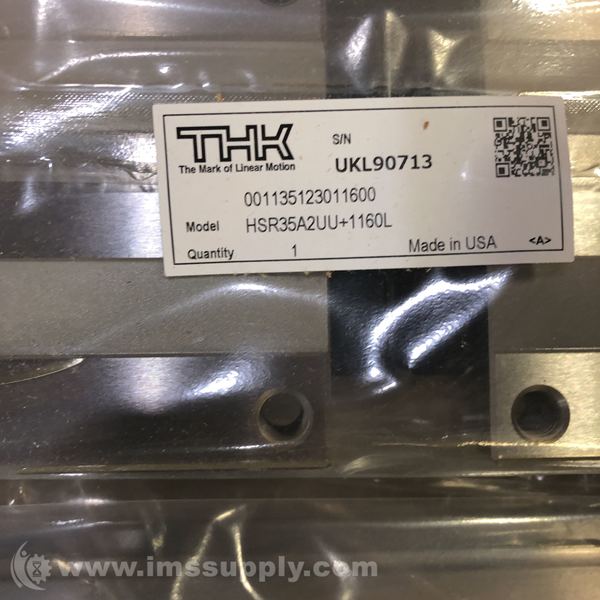 THK
The Mark of Linear Motion
S/N
UKL90713
001135123011600
Model HSR35A2UU+1160L
Quantity 1 Made in USA <A>
www.imssupply.com